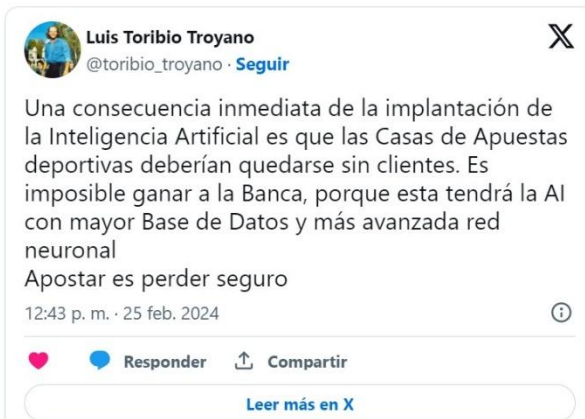 Luis Toribio Troyano
@toribio_troyano · Seguir
Una consecuencia inmediata de la implantación de
la Inteligencia Artificial es que las Casas de Apuestas
deportivas deberían quedarse sin clientes. Es
imposible ganar a la Banca, porque esta tendrá la AI
con mayor Base de Datos y más avanzada red
neuronal
Apostar es perder seguro
12:43 p. m. · 25 feb. 2024
Responder Compartir
Leer más en X